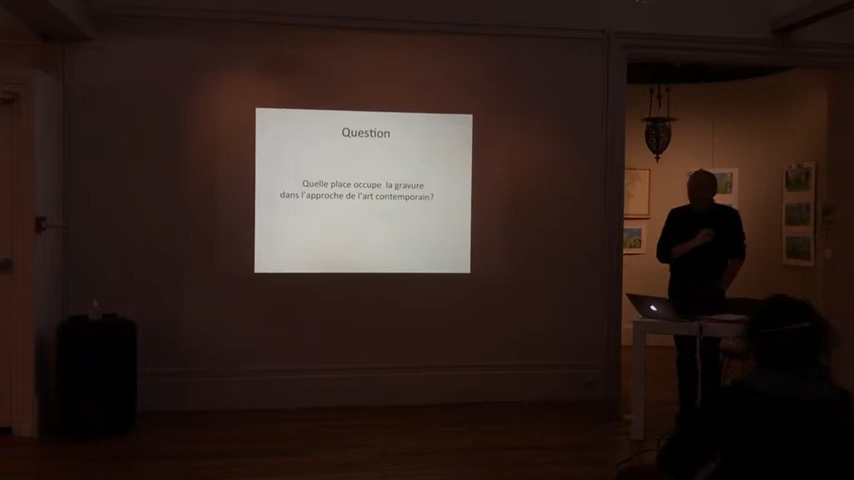 Question
Quelle place occupe la gravure
dans l'approche de l'art contemporain?